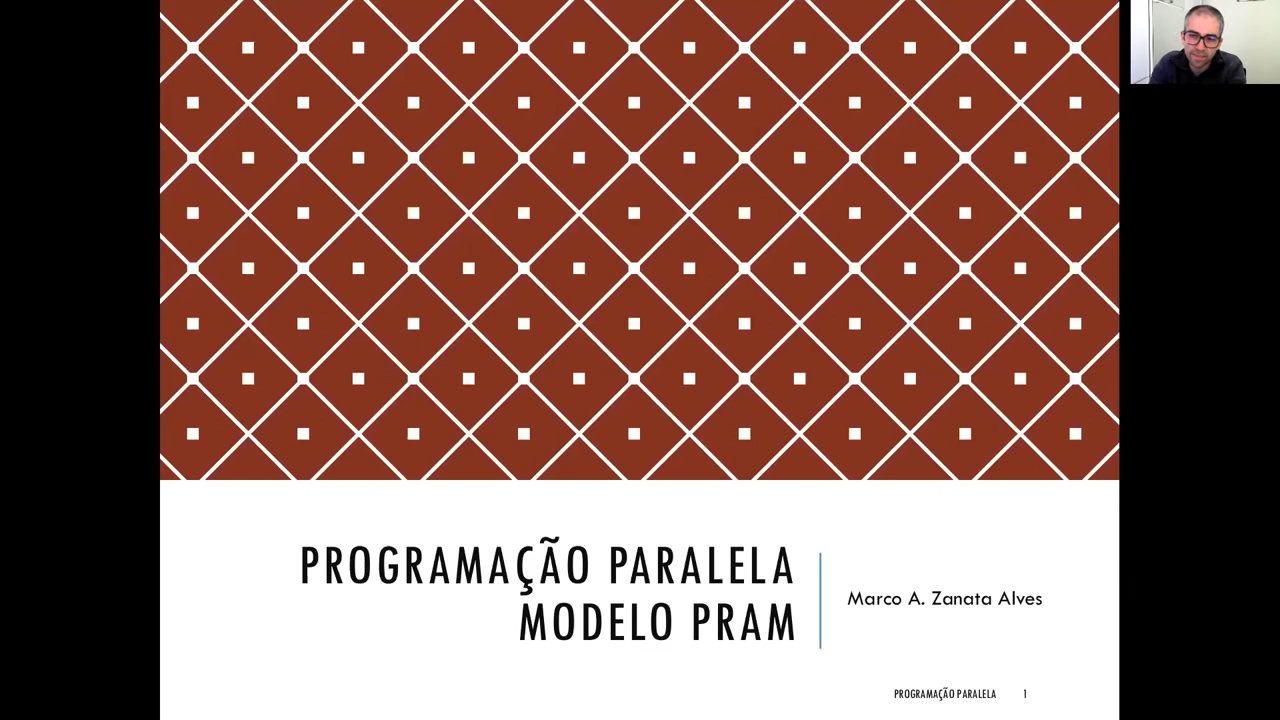 PROGRAMAÇÃO PARALELA
MODELO PRAM
Marco A. Zanata Alves
PROGRAMAÇÃO PARALELA 1